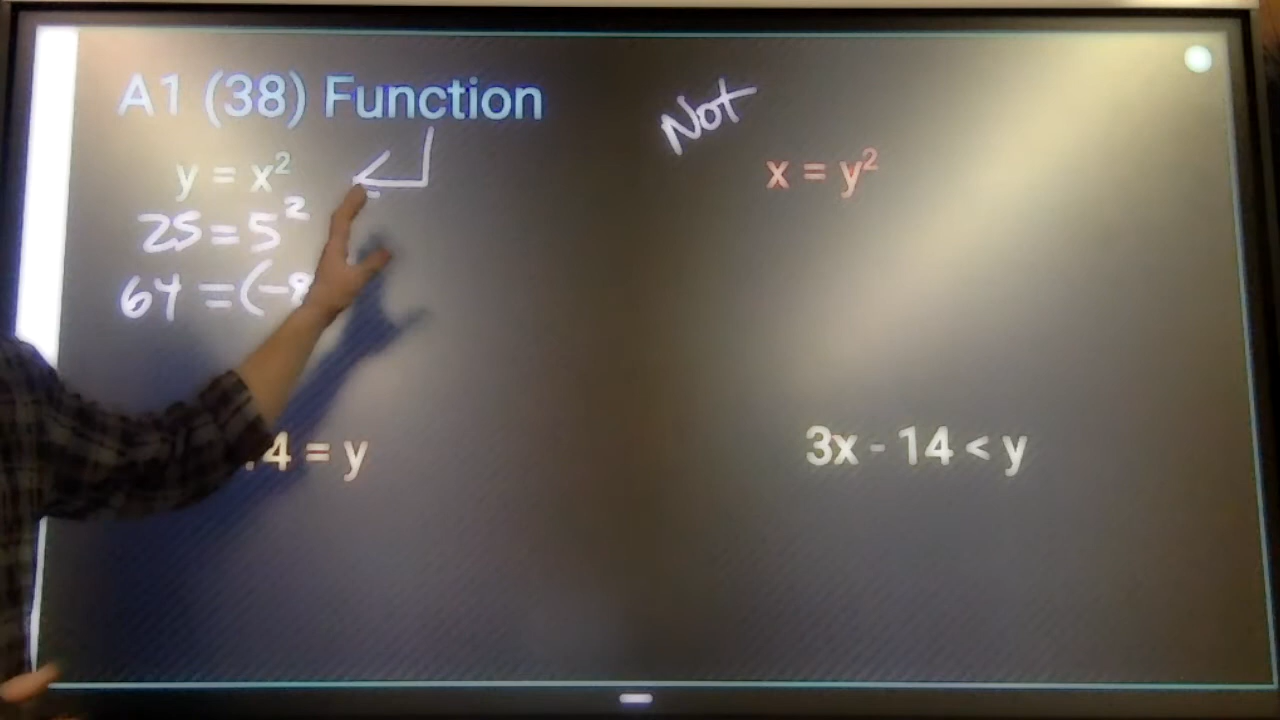 A1 (38) Function
y = x²
25 = 5²
64 = (-8
Not
x = y²
4 = y
3x - 14 < y